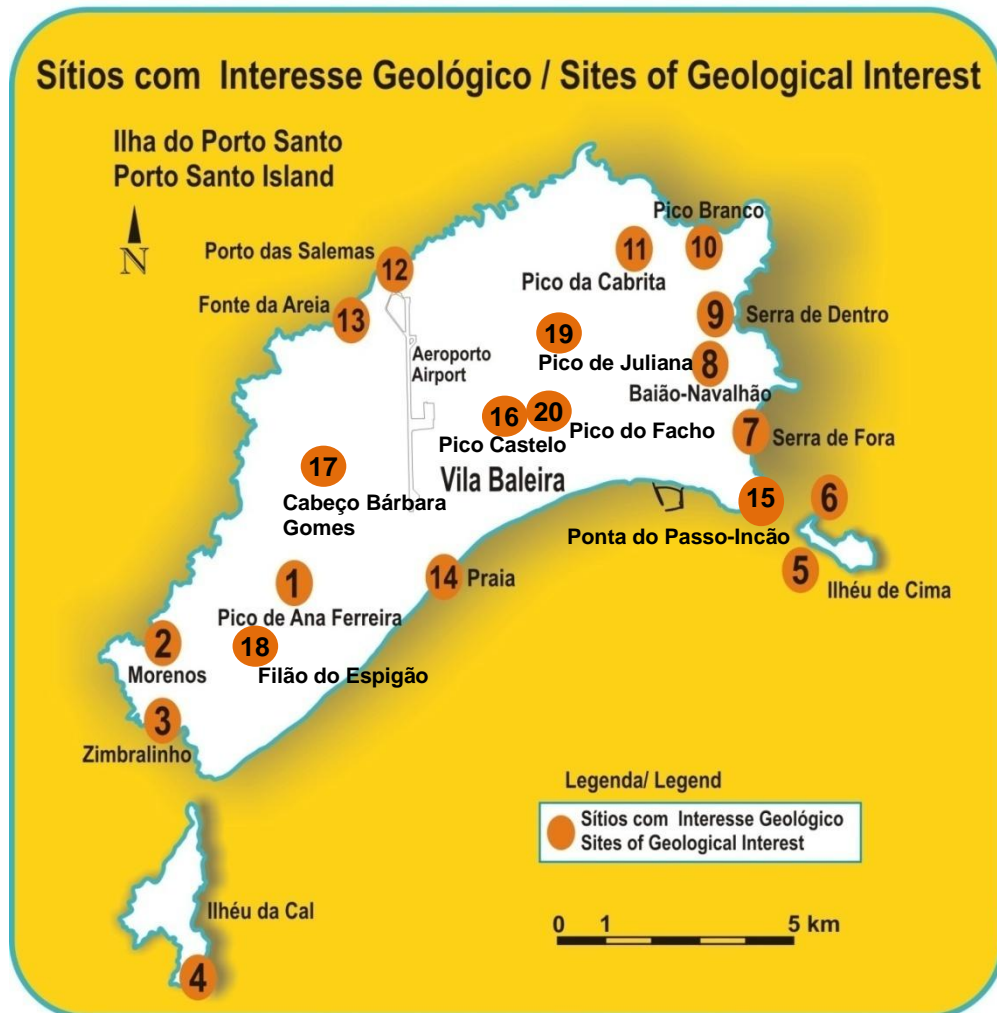 Sítios com Interesse Geológico / Sites of Geological Interest
Ilha do Porto Santo
Porto Santo Island
N
Pico Branco
10
11
Pico da Cabrita
Porto das Salemas
12
Fonte da Areia
13
Aeroporto
Airport
19
Pico de Juliana
9
Serra de Dentro
8
Baião-Navalhão
16
20
Pico Castelo
Pico do Facho
7
Serra de Fora
Vila Baleira
17
Cabeço Bárbara
Gomes
15
6
Ponta do Passo-Incão
5
Ilhéu de Cima
14
Praia
1
Pico de Ana Ferreira
2
Morenos
18
Filão do Espigão
3
Zimbralinho
Legenda/ Legend
Sítios com Interesse Geológico
Sites of Geological Interest
Ilhéu da Cal
4
0 1 5 km